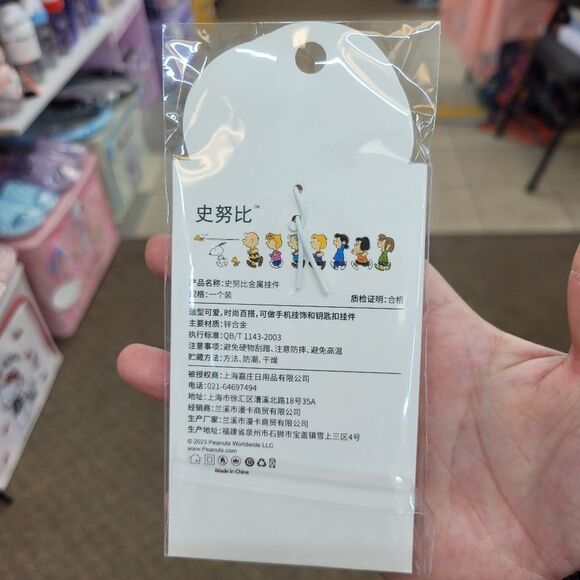 史努比™
产品名称:史努比金属挂件
规格:一个装 质检证明:合格
造型可爱,时尚百搭,可做手机挂饰和钥匙扣挂件
主要材质:锌合金
执行标准:QB/T 1143-2003
注意事项:避免硬物刮蹭、注意防摔、避免高温
贮藏方法:方法、防潮、干燥
被授权商:上海嘉庄日用品有限公司
电话:021-64697494
地址:上海市徐汇区漕溪北路18号35A
经销商:兰溪市漫卡商贸有限公司
生产厂家:兰溪市漫卡商贸有限公司
生产地址:福建省泉州市石狮市宝盖镇雪上三区4号
© 2023 Peanuts Worldwide LLC
www.Peanuts.com
Made in China